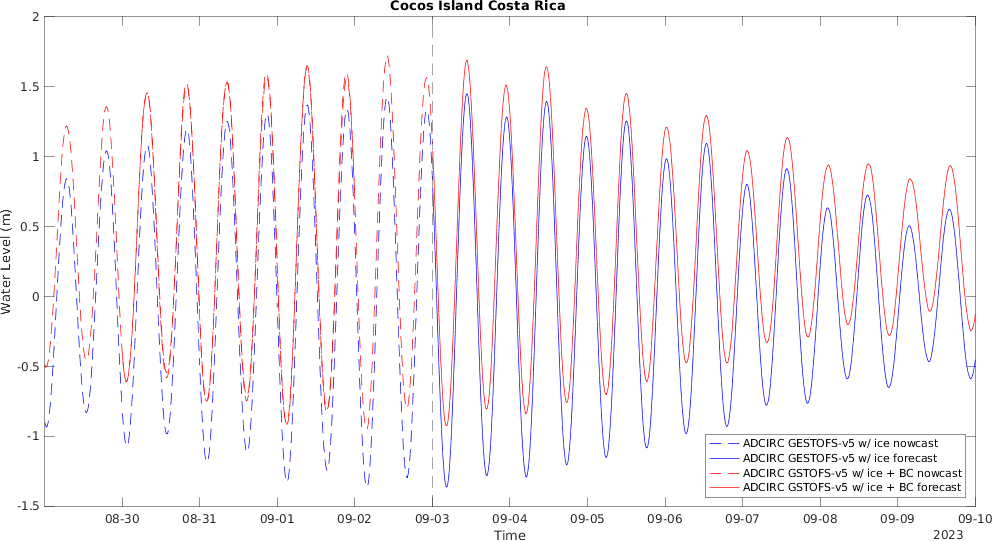 Cocos Island Costa Rica
2
1.5
1
0.5
0
-0.5
-1
-1.5
Water Level (m)
08-30 08-31 09-01 09-02 09-03 09-04 09-05 09-06 09-07 09-08 09-09 09-10
Time
2023
ADCIRC GESTOFS-v5 w/ ice nowcast
ADCIRC GESTOFS-v5 w/ ice forecast
ADCIRC GSTOFS-v5 w/ ice + BC nowcast
ADCIRC GSTOFS-v5 w/ ice + BC forecast